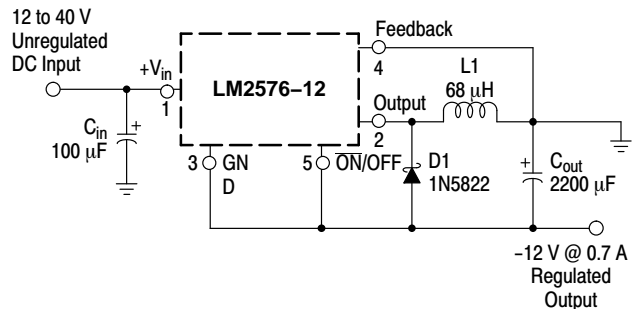 12 to 40 V
Unregulated
DC Input
Feedback
+Vin
LM2576–12
4
L1
68 μH
Output
1
2
Cin
100 μF
+
3
GN
D
5
ON/OFF
D1
1N5822
+
Cout
2200 μF
–12 V @ 0.7 A
Regulated
Output